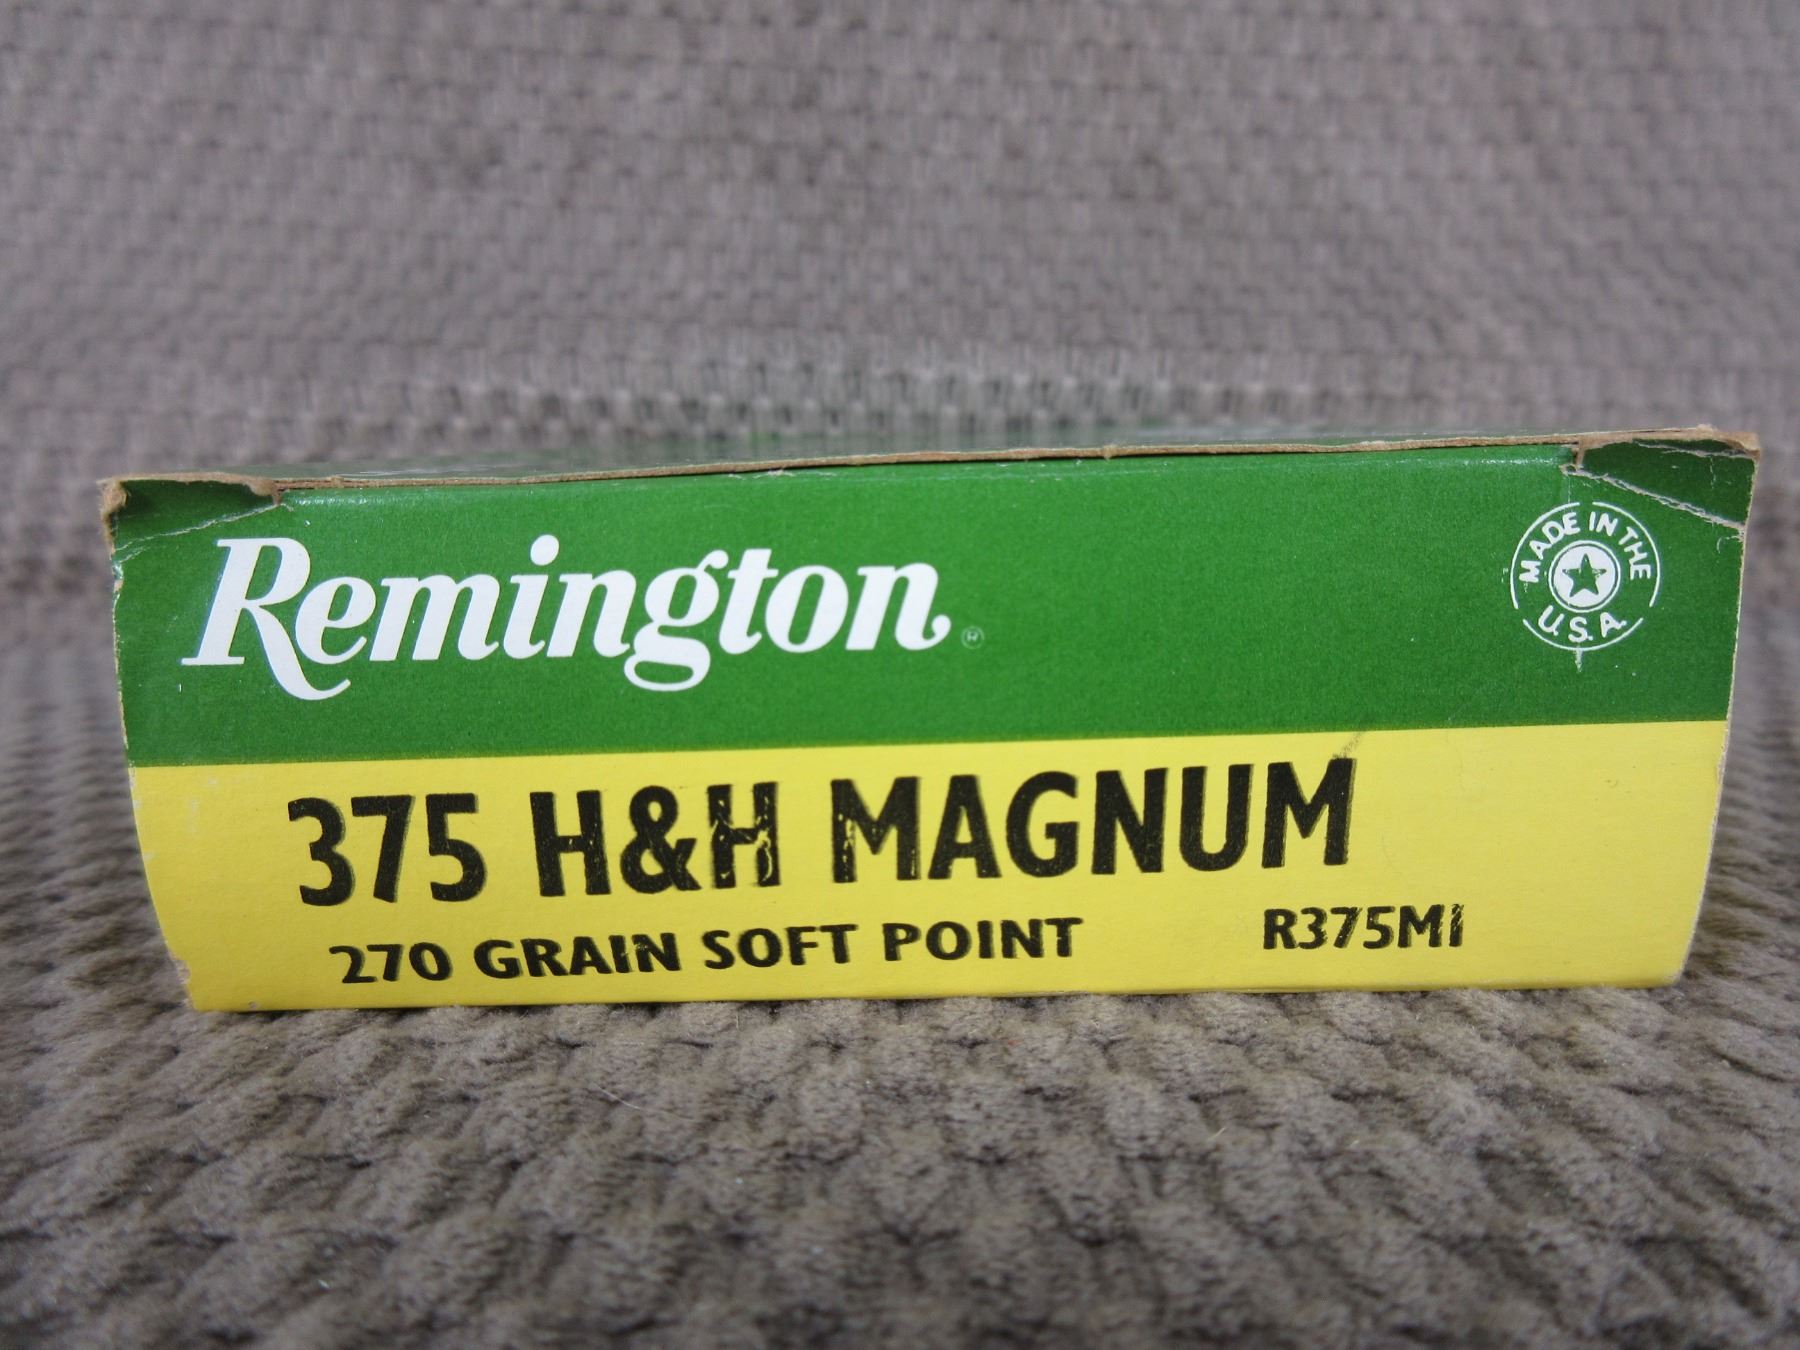 Remington®
MADE IN THE
U.S.A.
375 H&H MAGNUM
270 GRAIN SOFT POINT R375M1